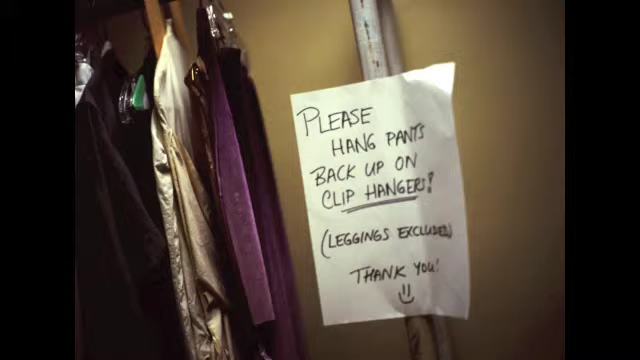 PLEASE
HANG PANTS
BACK UP ON
CLIP HANGERS!
(LEGGINGS EXCLUDED)
THANK YOU!